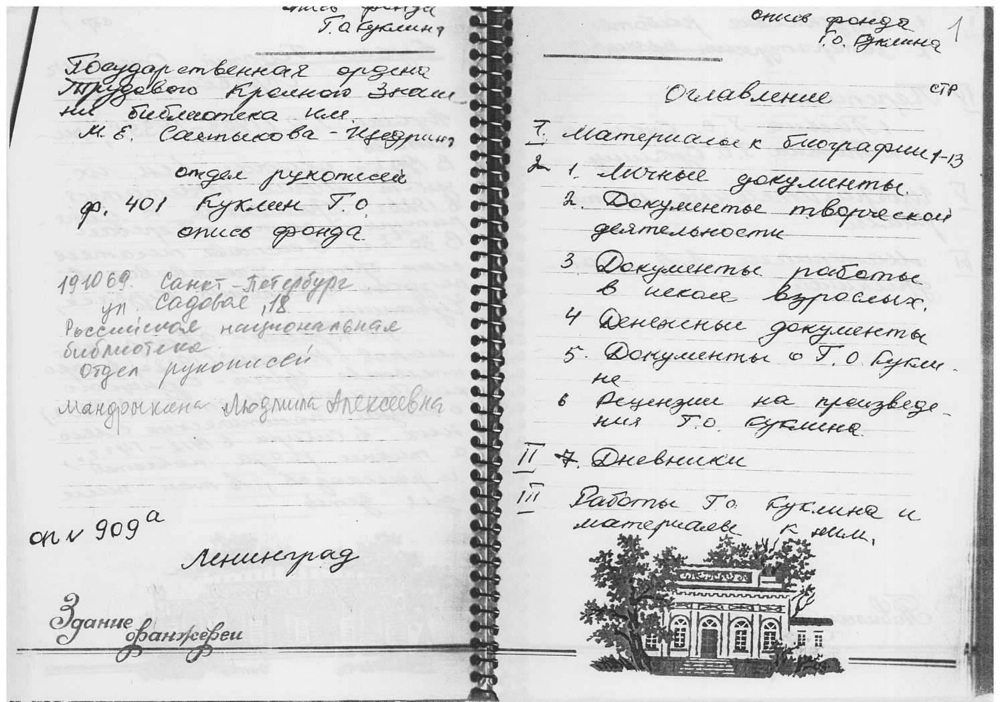 опись фонда
Г.О Куклина
Государственная ордена
Трудового Красного Знаме-
ни библиотека им.
М. Е. Салтыкова-Щедрина
отдел рукописей
ф. 401 Куклин Г.О.
опись фонда
191069. Санкт-Петербург
ул. Садовая, 18
Российская национальная
библиотека
Отдел рукописей
Мандрыкина Людмила Алексеевна
оп № 909а
Ленинград
Здание
оранжереи
опись фонда
Г.О. Куклина
1
Оглавление стр
I. Материалы к биографии 1-13
2 1. Личные документы.
2. Документы творческой
деятельности
3 Документы работы
в школе взрослых.
4 Денежные документы
5. Документы о Г.О. Кукли-
не
6 Рецензии на произведе-
ния Г.О. Куклина
II 7. Дневники
III Работы Г.О. Куклина и
материалы к ним.